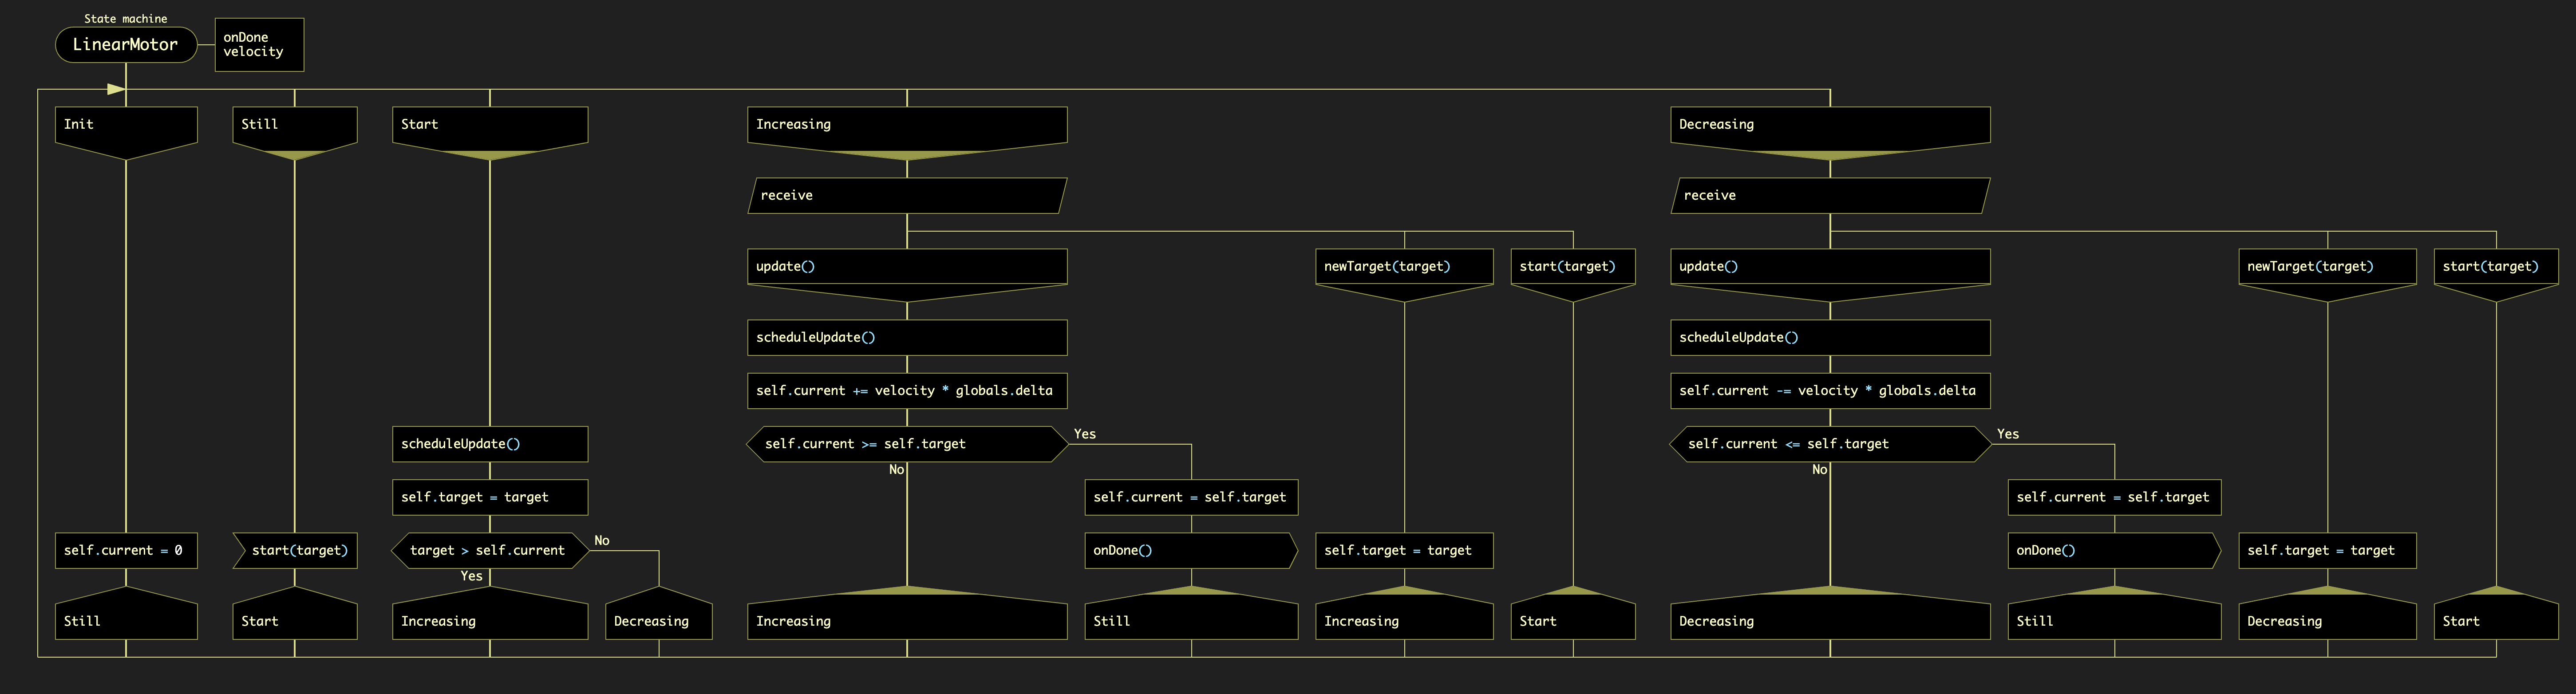 State machine
LinearMotor
onDone
velocity
Init
Still
Start
Increasing
Decreasing
receive
receive
update()
newTarget(target)
start(target)
update()
newTarget(target)
start(target)
scheduleUpdate()
scheduleUpdate()
self.current += velocity * globals.delta
self.current -= velocity * globals.delta
scheduleUpdate()
self.current >= self.target
Yes
No
self.current <= self.target
Yes
No
self.target = target
self.current = self.target
self.current = self.target
self.current = 0
start(target)
target > self.current
No
Yes
onDone()
self.target = target
onDone()
self.target = target
Still
Start
Increasing
Decreasing
Increasing
Still
Increasing
Start
Decreasing
Still
Decreasing
Start